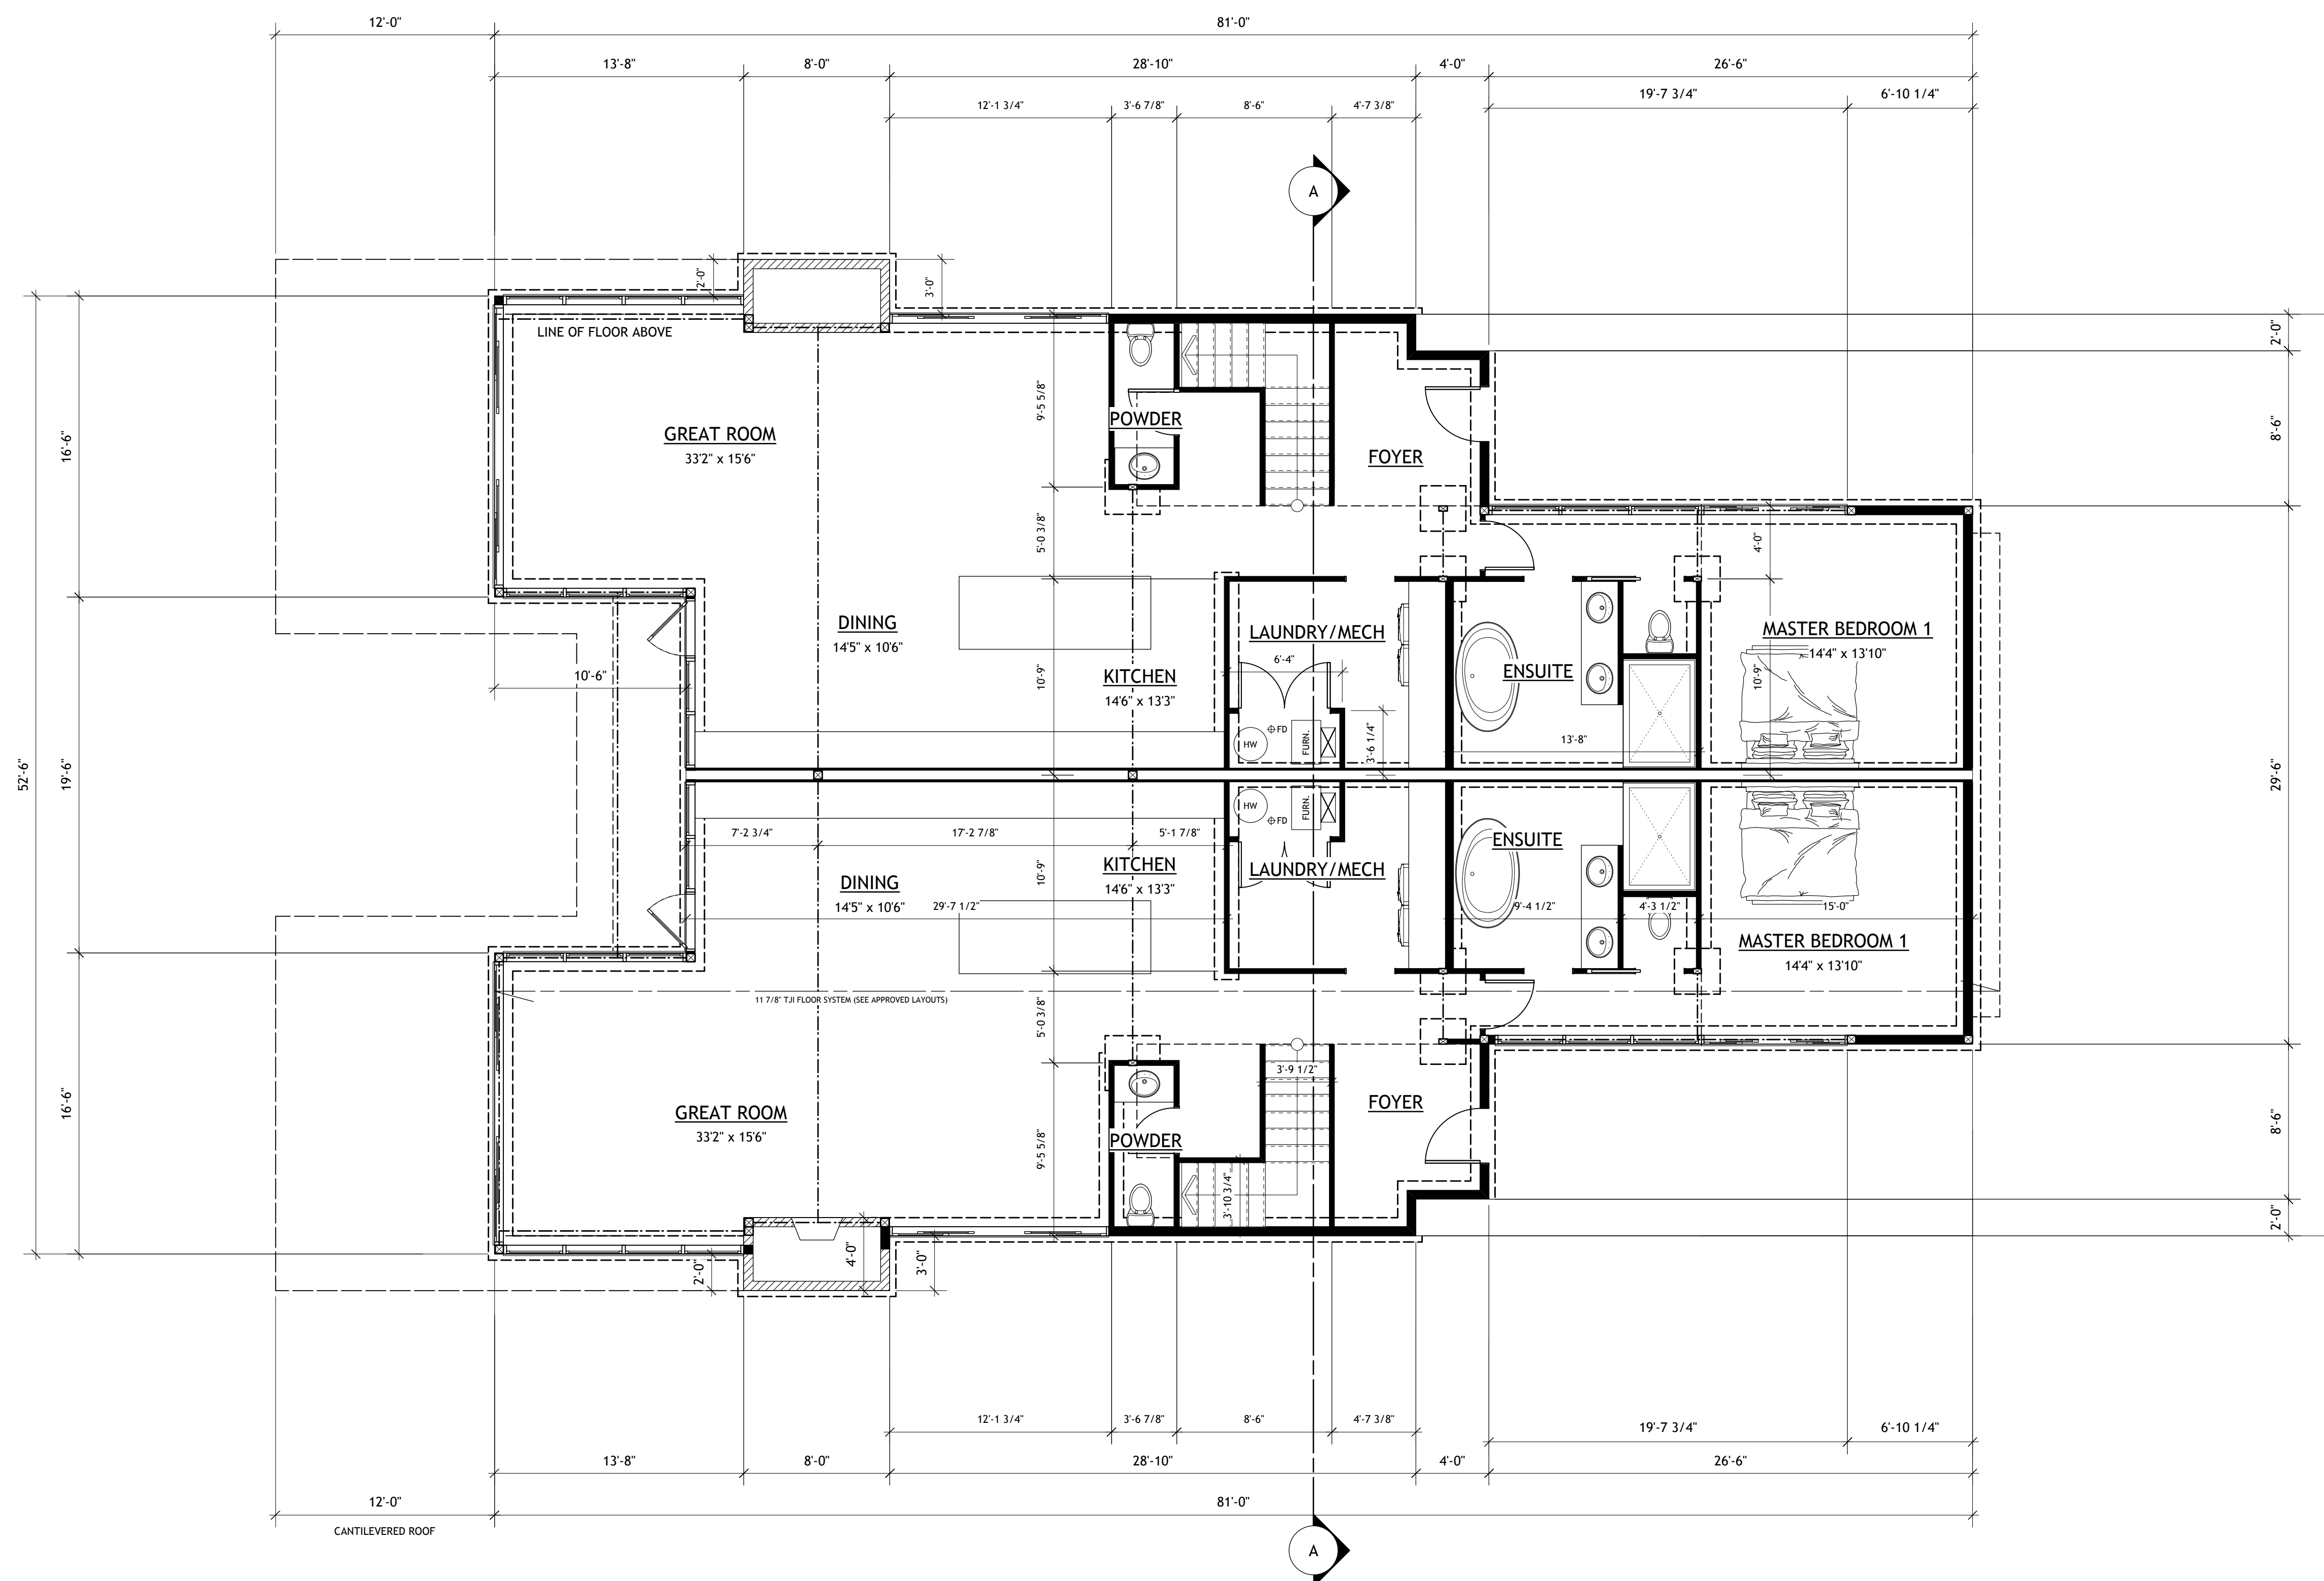 12'-0"
81'-0"
13'-8"
8'-0"
28'-10"
4'-0"
26'-6"
19'-7 3/4"
6'-10 1/4"
12'-1 3/4"
3'-6 7/8"
8'-6"
4'-7 3/8"
A
2'-0"
3'-0"
LINE OF FLOOR ABOVE
2'-0"
9'-5 5/8"
POWDER
GREAT ROOM
33'2" x 15'6"
FOYER
16'-6"
8'-6"
5'-0 3/8"
4'-0"
DINING
14'5" x 10'6"
LAUNDRY/MECH
6'-4"
MASTER BEDROOM 1
14'4" x 13'10"
ENSUITE
10'-6"
10'-9"
KITCHEN
14'6" x 13'3"
10'-9"
FD
HW
FURN.
3'-6 1/4"
13'-8"
52'-6"
19'-6"
29'-6"
HW
FD
FURN.
7'-2 3/4"
17'-2 7/8"
5'-1 7/8"
ENSUITE
KITCHEN
14'6" x 13'3"
10'-9"
LAUNDRY/MECH
DINING
14'5" x 10'6"
29'-7 1/2"
9'-4 1/2"
4'-3 1/2"
15'-0"
MASTER BEDROOM 1
14'4" x 13'10"
11 7/8" TJI FLOOR SYSTEM (SEE APPROVED LAYOUTS)
5'-0 3/8"
3'-9 1/2"
16'-6"
GREAT ROOM
33'2" x 15'6"
FOYER
8'-6"
9'-5 5/8"
POWDER
3'-10 3/4"
2'-0"
4'-0"
3'-0"
2'-0"
12'-1 3/4"
3'-6 7/8"
8'-6"
4'-7 3/8"
19'-7 3/4"
6'-10 1/4"
13'-8"
8'-0"
28'-10"
4'-0"
26'-6"
12'-0"
81'-0"
CANTILEVERED ROOF
A